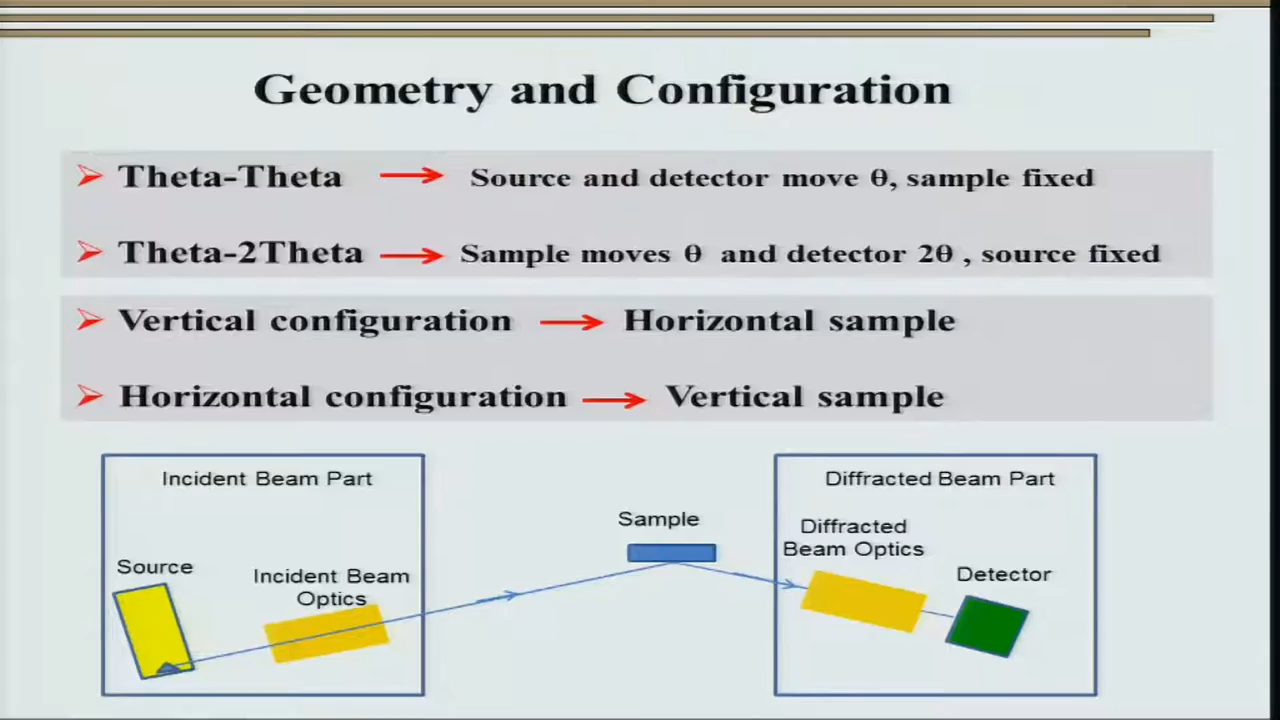 Geometry and Configuration
Theta-Theta → Source and detector move θ, sample fixed
Theta-2Theta → Sample moves θ and detector 2θ , source fixed
Vertical configuration → Horizontal sample
Horizontal configuration → Vertical sample
Incident Beam Part
Source
Incident Beam
Optics
Sample
Diffracted Beam Part
Diffracted
Beam Optics
Detector